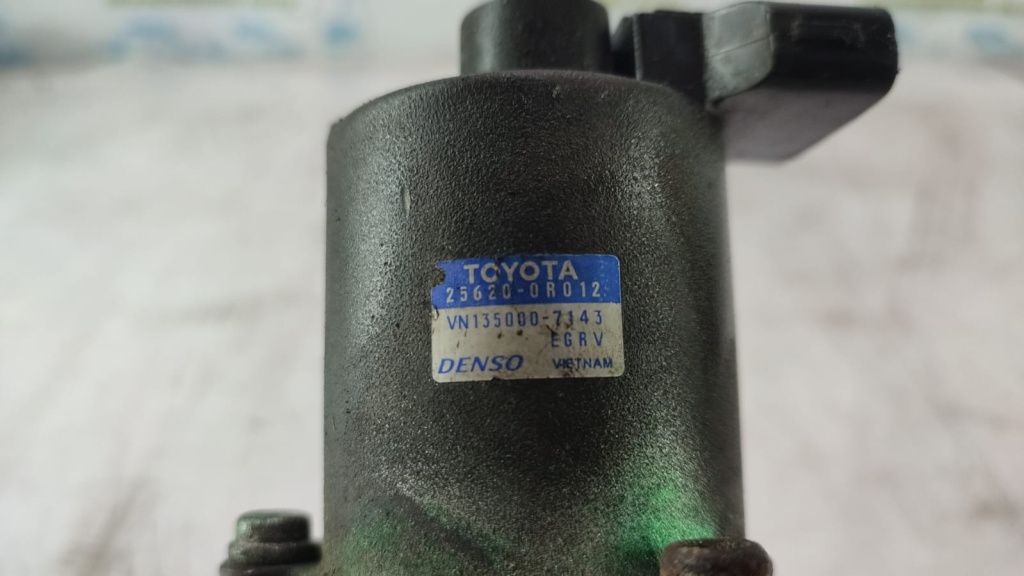 TOYOTA
25620-0R012
VN135000-7143
EGRV
DENSO VIETNAM